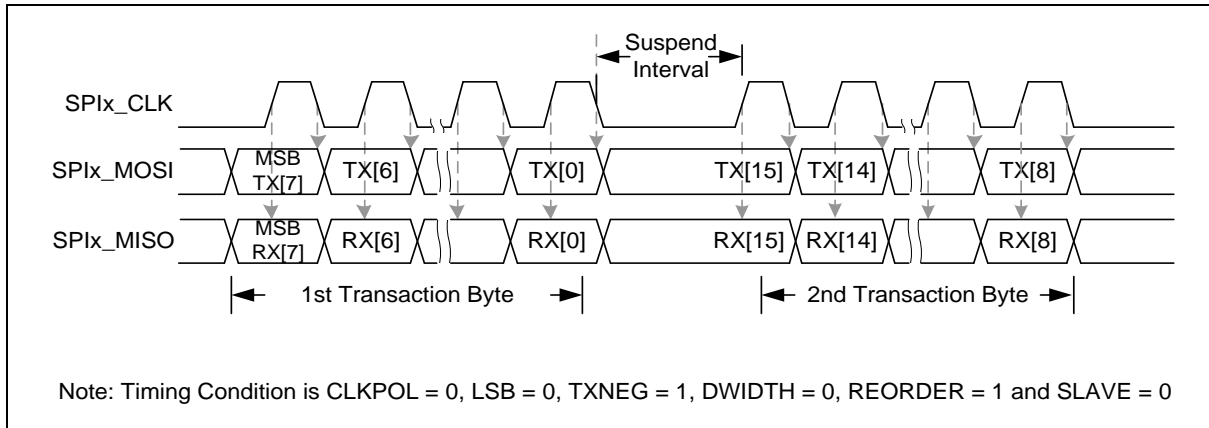 Suspend
Interval
SPIx_CLK
SPIx_MOSI
MSB
TX[7]
TX[6]
TX[0]
TX[15]
TX[14]
TX[8]
SPIx_MISO
MSB
RX[7]
RX[6]
RX[0]
RX[15]
RX[14]
RX[8]
1st Transaction Byte
2nd Transaction Byte
Note: Timing Condition is CLKPOL = 0, LSB = 0, TXNEG = 1, DWIDTH = 0, REORDER = 1 and SLAVE = 0